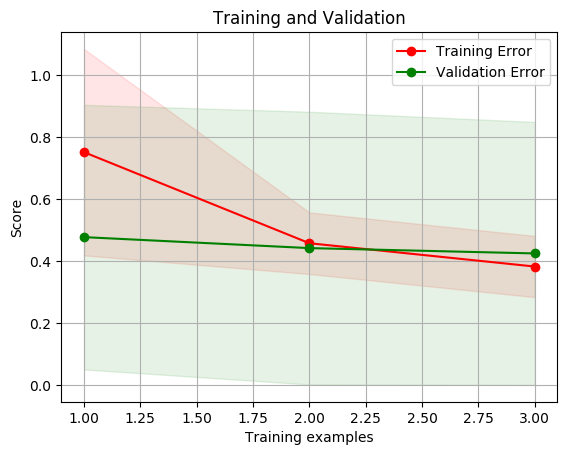 Training and Validation
Training Error
Validation Error
Score
1.0
0.8
0.6
0.4
0.2
0.0
1.00 1.25 1.50 1.75 2.00 2.25 2.50 2.75 3.00
Training examples